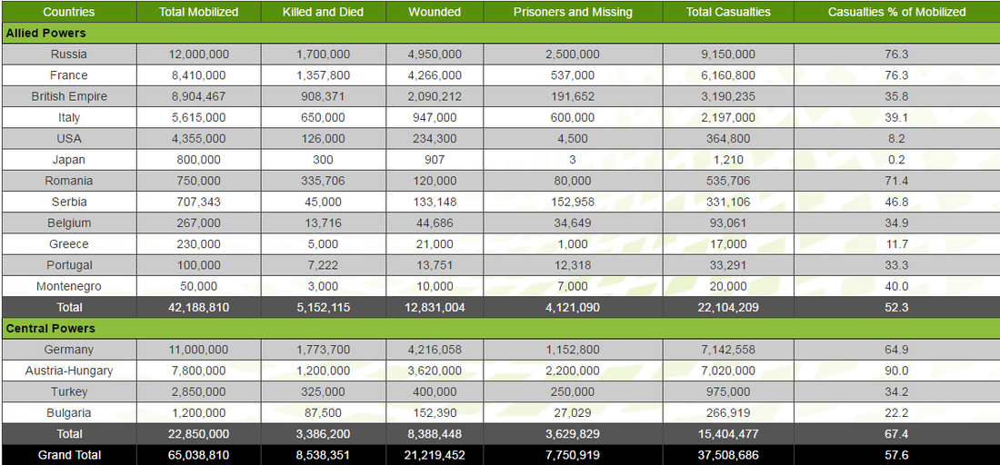 Countries Total Mobilized Killed and Died Wounded Prisoners and Missing Total Casualties Casualties % of Mobilized
Allied Powers
Russia 12,000,000 1,700,000 4,950,000 2,500,000 9,150,000 76.3
France 8,410,000 1,357,800 4,266,000 537,000 6,160,800 76.3
British Empire 8,904,467 908,371 2,090,212 191,652 3,190,235 35.8
Italy 5,615,000 650,000 947,000 600,000 2,197,000 39.1
USA 4,355,000 126,000 234,300 4,500 364,800 8.2
Japan 800,000 300 907 3 1,210 0.2
Romania 750,000 335,706 120,000 80,000 535,706 71.4
Serbia 707,343 45,000 133,148 152,958 331,106 46.8
Belgium 267,000 13,716 44,686 34,649 93,061 34.9
Greece 230,000 5,000 21,000 1,000 17,000 11.7
Portugal 100,000 7,222 13,751 12,318 33,291 33.3
Montenegro 50,000 3,000 10,000 7,000 20,000 40.0
Total 42,188,810 5,152,115 12,831,004 4,121,090 22,104,209 52.3
Central Powers
Germany 11,000,000 1,773,700 4,216,058 1,152,800 7,142,558 64.9
Austria-Hungary 7,800,000 1,200,000 3,620,000 2,200,000 7,020,000 90.0
Turkey 2,850,000 325,000 400,000 250,000 975,000 34.2
Bulgaria 1,200,000 87,500 152,390 27,029 266,919 22.2
Total 22,850,000 3,386,200 8,388,448 3,629,829 15,404,477 67.4
Grand Total 65,038,810 8,538,351 21,219,452 7,750,919 37,508,686 57.6